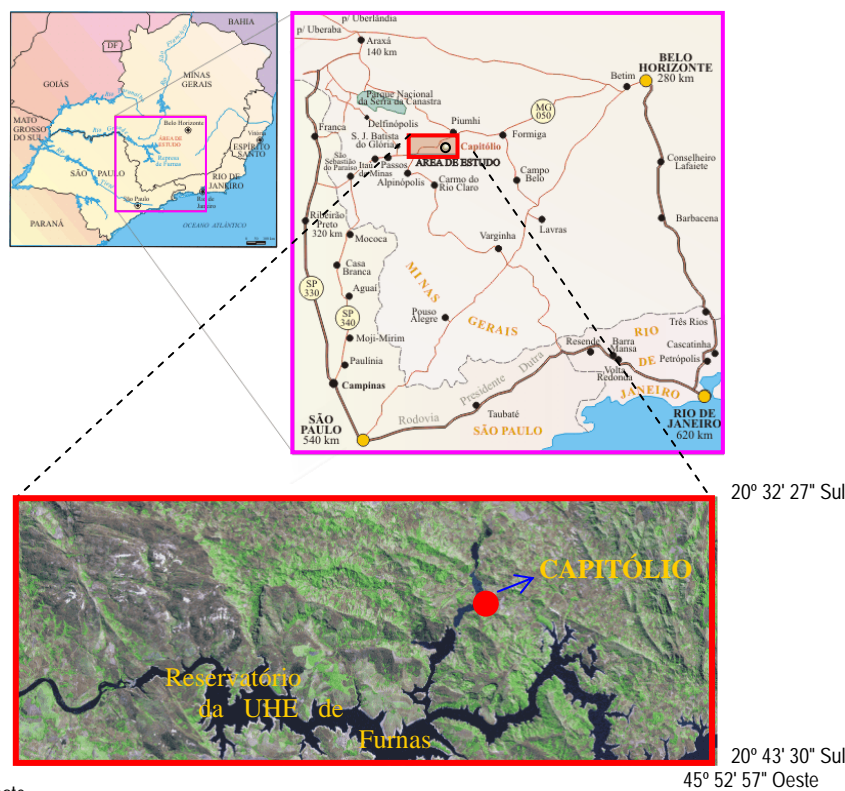 BAHIA
DF
GOIÁS
MINAS
GERAIS
Belo Horizonte
MATO
GROSSO
DO SUL
ÁREA DE
ESTUDO
Vitória
ESPÍRITO
SANTO
Represa
de Furnas
SÃO PAULO
RIO DE
JANEIRO
São Paulo
Rio de
Janeiro
PARANÁ
OCEANO ATLÂNTICO
p/ Uberlândia
p/ Uberaba
Araxá
140 km
BELO
HORIZONTE
280 km
Betim
Parque Nacional
da Serra da Canastra
MG
050
Delfinópolis
Piumhi
Franca
S. J. Batista
do Glória
Capitólio
Formiga
ÁREA DE ESTUDO
São
Sebastião
do Paraíso
Itaú
de Minas
Passos
Alpinópolis
Carmo do
Rio Claro
Campo
Belo
Conselheiro
Lafaiete
Ribeirão
Preto
320 km
Mococa
Varginha
Lavras
Barbacena
Casa
Branca
SP
330
Aguaí
MINAS
GERAIS
SP
340
Pouso
Alegre
Três Rios
Moji-Mirim
Resende
Barra
Mansa
RIO
DE
JANEIRO
Cascatinha
Petrópolis
Paulínia
Volta
Redonda
Campinas
Rodovia Presidente Dutra
Taubaté
SÃO
PAULO
540 km
SÃO PAULO
RIO DE
JANEIRO
620 km
20º 32' 27" Sul
CAPITÓLIO
Reservatório
da UHE de
Furnas
20º 43' 30" Sul
45º 52' 57" Oeste